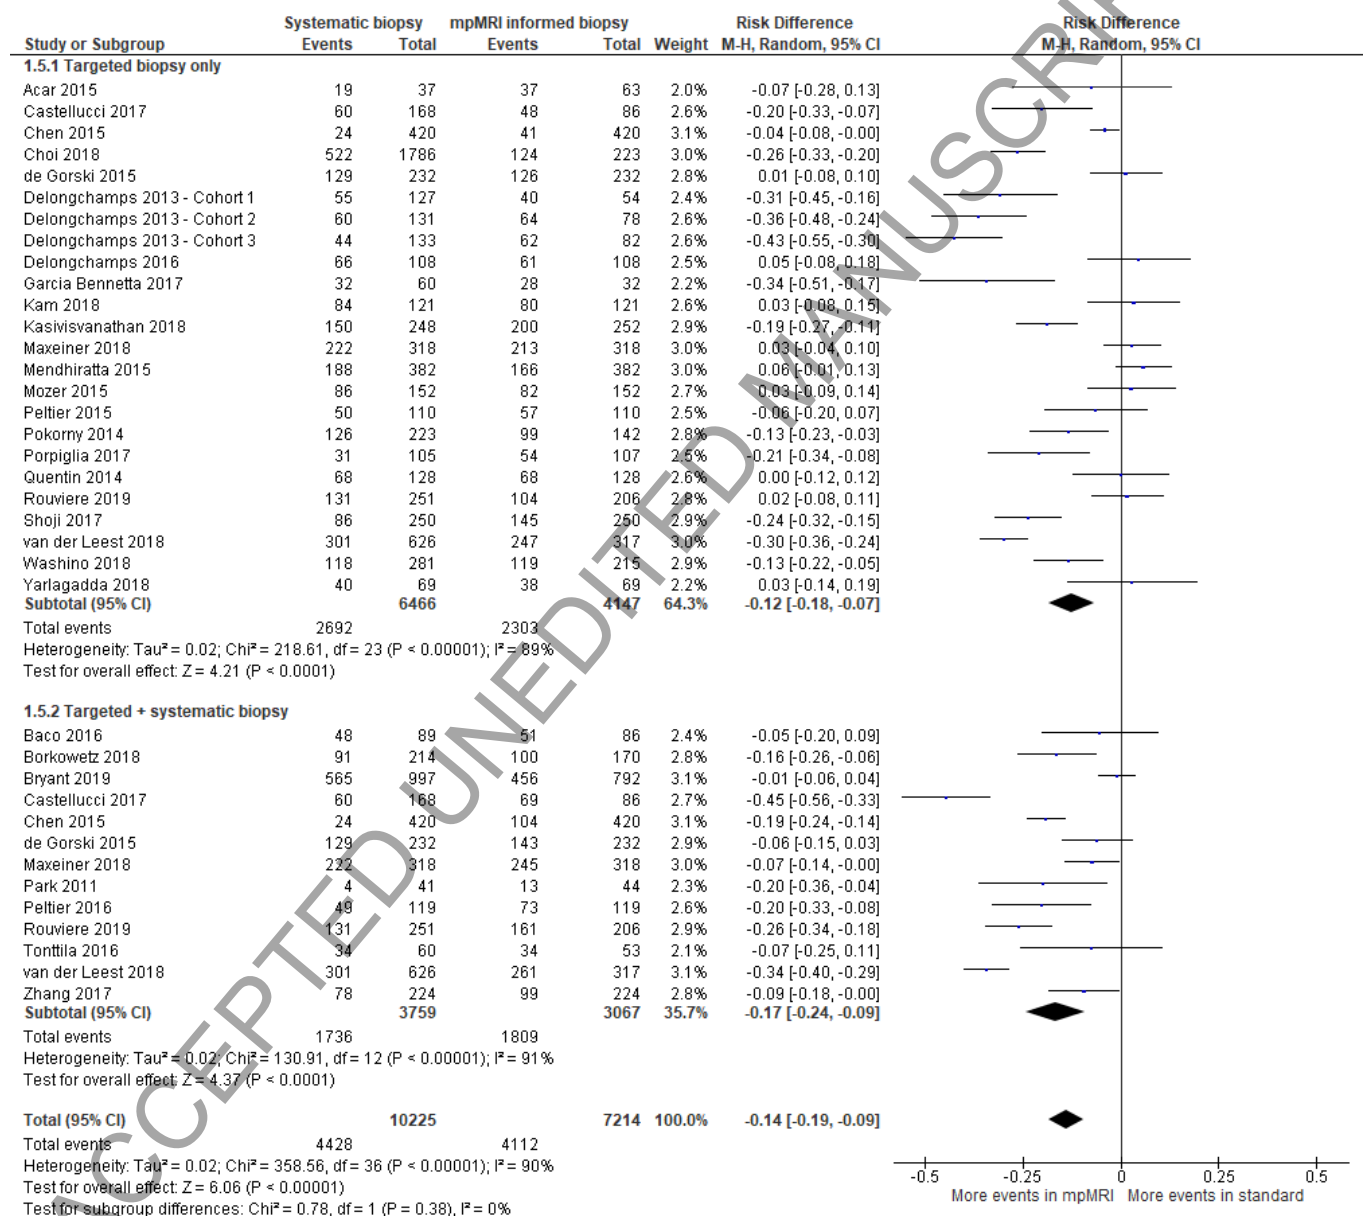 Systematic biopsy mpMRI informed biopsy Risk Difference Risk Difference
Study or Subgroup Events Total Events Total Weight M-H, Random, 95% CI M-H, Random, 95% CI
1.5.1 Targeted biopsy only
Acar 2015 19 37 37 63 2.0% -0.07 [-0.28, 0.13]
Castellucci 2017 60 168 48 86 2.6% -0.20 [-0.33, -0.07]
Chen 2015 24 420 41 420 3.1% -0.04 [-0.08, -0.00]
Choi 2018 522 1786 124 223 3.0% -0.26 [-0.33, -0.20]
de Gorski 2015 129 232 126 232 2.8% 0.01 [-0.08, 0.10]
Delongchamps 2013 - Cohort 1 55 127 40 54 2.4% -0.31 [-0.45, -0.16]
Delongchamps 2013 - Cohort 2 60 131 64 78 2.6% -0.36 [-0.48, -0.24]
Delongchamps 2013 - Cohort 3 44 133 62 82 2.6% -0.43 [-0.55, -0.30]
Delongchamps 2016 66 108 61 108 2.5% 0.05 [-0.08, 0.18]
Garcia Bennetta 2017 32 60 28 32 2.2% -0.34 [-0.51, -0.17]
Kam 2018 84 121 80 121 2.6% 0.03 [-0.08, 0.15]
Kasivisvanathan 2018 150 248 200 252 2.9% -0.19 [-0.27, -0.11]
Maxeiner 2018 222 318 213 318 3.0% 0.03 [-0.04, 0.10]
Mendhiratta 2015 188 382 166 382 3.0% 0.06 [-0.01, 0.13]
Mozer 2015 86 152 82 152 2.7% 0.03 [-0.09, 0.14]
Peltier 2015 50 110 57 110 2.5% -0.06 [-0.20, 0.07]
Pokorny 2014 126 223 99 142 2.8% -0.13 [-0.23, -0.03]
Porpiglia 2017 31 105 54 107 2.5% -0.21 [-0.34, -0.08]
Quentin 2014 68 128 68 128 2.6% 0.00 [-0.12, 0.12]
Rouviere 2019 131 251 104 206 2.8% 0.02 [-0.08, 0.11]
Shoji 2017 86 250 145 250 2.9% -0.24 [-0.32, -0.15]
van der Leest 2018 301 626 247 317 3.0% -0.30 [-0.36, -0.24]
Washino 2018 118 281 119 215 2.9% -0.13 [-0.22, -0.05]
Yarlagadda 2018 40 69 38 69 2.2% 0.03 [-0.14, 0.19]
Subtotal (95% CI) 6466 4147 64.3% -0.12 [-0.18, -0.07]
Total events 2692 2303
Heterogeneity: Tau² = 0.02; Chi² = 218.61, df = 23 (P < 0.00001); I² = 89%
Test for overall effect: Z = 4.21 (P < 0.0001)
1.5.2 Targeted + systematic biopsy
Baco 2016 48 89 51 86 2.4% -0.05 [-0.20, 0.09]
Borkowetz 2018 91 214 100 170 2.8% -0.16 [-0.26, -0.06]
Bryant 2019 565 997 456 792 3.1% -0.01 [-0.06, 0.04]
Castellucci 2017 60 168 69 86 2.7% -0.45 [-0.56, -0.33]
Chen 2015 24 420 104 420 3.1% -0.19 [-0.24, -0.14]
de Gorski 2015 129 232 143 232 2.9% -0.06 [-0.15, 0.03]
Maxeiner 2018 222 318 245 318 3.0% -0.07 [-0.14, -0.00]
Park 2011 4 41 13 44 2.3% -0.20 [-0.36, -0.04]
Peltier 2016 49 119 73 119 2.6% -0.20 [-0.33, -0.08]
Rouviere 2019 131 251 161 206 2.9% -0.26 [-0.34, -0.18]
Tonttila 2016 34 60 34 53 2.1% -0.07 [-0.25, 0.11]
van der Leest 2018 301 626 261 317 3.1% -0.34 [-0.40, -0.29]
Zhang 2017 78 224 99 224 2.8% -0.09 [-0.18, -0.00]
Subtotal (95% CI) 3759 3067 35.7% -0.17 [-0.24, -0.09]
Total events 1736 1809
Heterogeneity: Tau² = 0.02; Chi² = 130.91, df = 12 (P < 0.00001); I² = 91%
Test for overall effect: Z = 4.37 (P < 0.0001)
Total (95% CI) 10225 7214 100.0% -0.14 [-0.19, -0.09]
Total events 4428 4112
Heterogeneity: Tau² = 0.02; Chi² = 358.56, df = 36 (P < 0.00001); I² = 90%
Test for overall effect: Z = 6.06 (P < 0.00001)
Test for subgroup differences: Chi² = 0.78, df = 1 (P = 0.38), I² = 0%
-0.5 -0.25 0 0.25 0.5
More events in mpMRI More events in standard
ACCEPTED UNEDITED MANUSCRIP